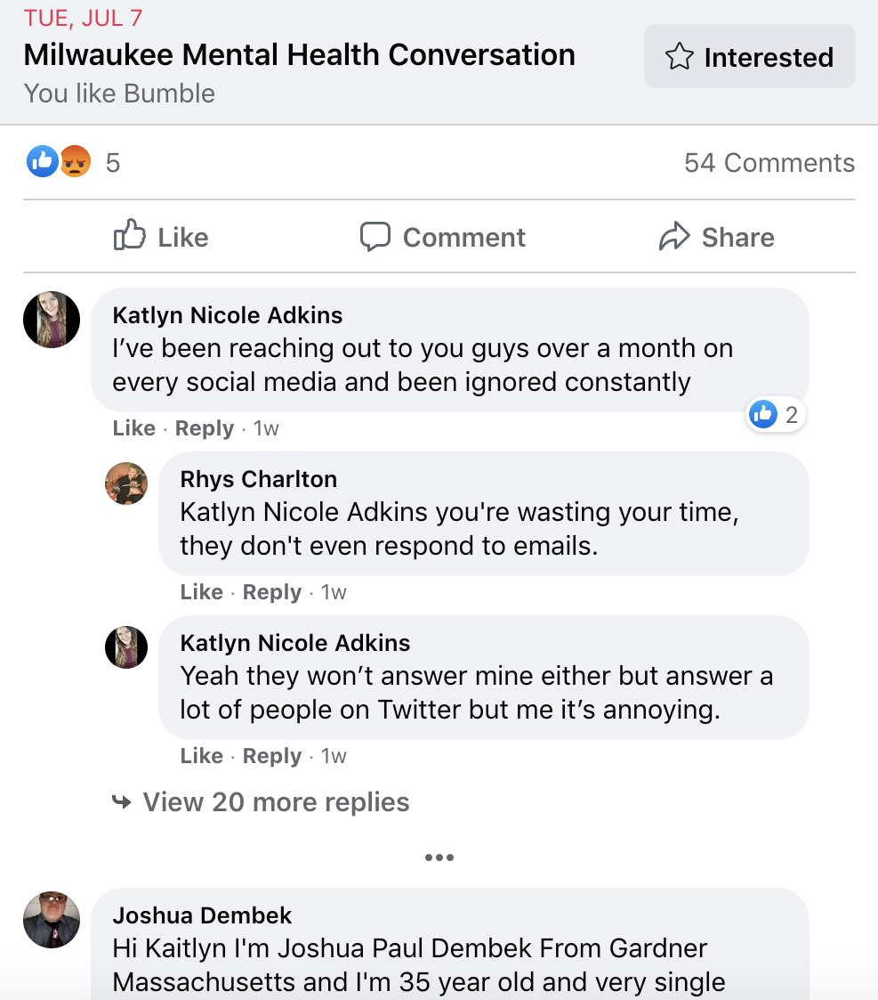 TUE, JUL 7
Milwaukee Mental Health Conversation
You like Bumble
Interested
5
54 Comments
Like
Comment
Share
Katlyn Nicole Adkins
I’ve been reaching out to you guys over a month on
every social media and been ignored constantly
2
Like · Reply · 1w
Rhys Charlton
Katlyn Nicole Adkins you're wasting your time,
they don't even respond to emails.
Like · Reply · 1w
Katlyn Nicole Adkins
Yeah they won’t answer mine either but answer a
lot of people on Twitter but me it’s annoying.
Like · Reply · 1w
View 20 more replies
Joshua Dembek
Hi Kaitlyn I'm Joshua Paul Dembek From Gardner
Massachusetts and I'm 35 year old and very single